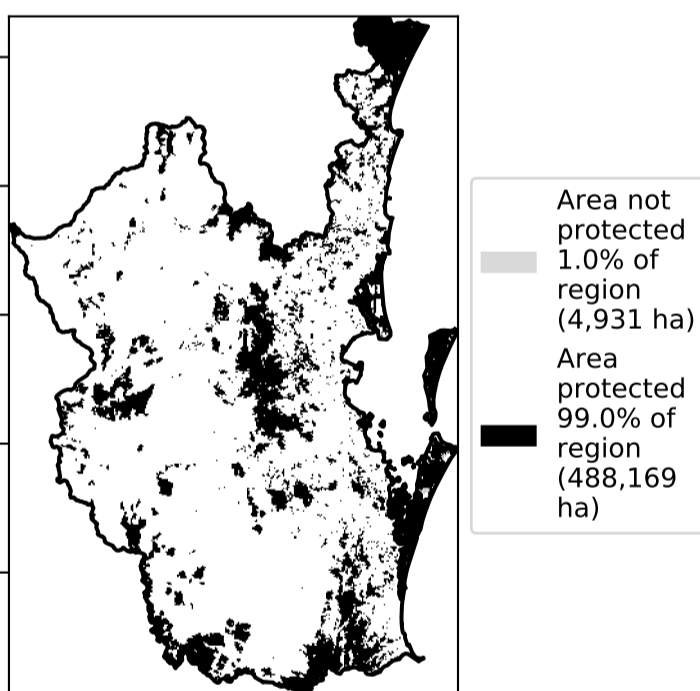 Area not
protected
1.0% of
region
(4,931 ha)
Area
protected
99.0% of
region
(488,169
ha)